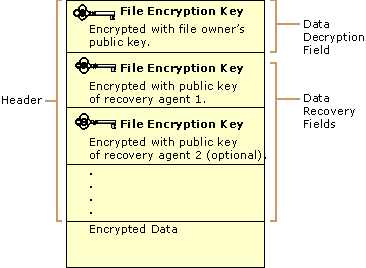 File Encryption Key
Encrypted with file owner's
public key.
File Encryption Key
Encrypted with public key
of recovery agent 1.
File Encryption Key
Encrypted with public key
of recovery agent 2 (optional).
.
.
.
.
Encrypted Data
Header
Data
Decryption
Field
Data
Recovery
Fields